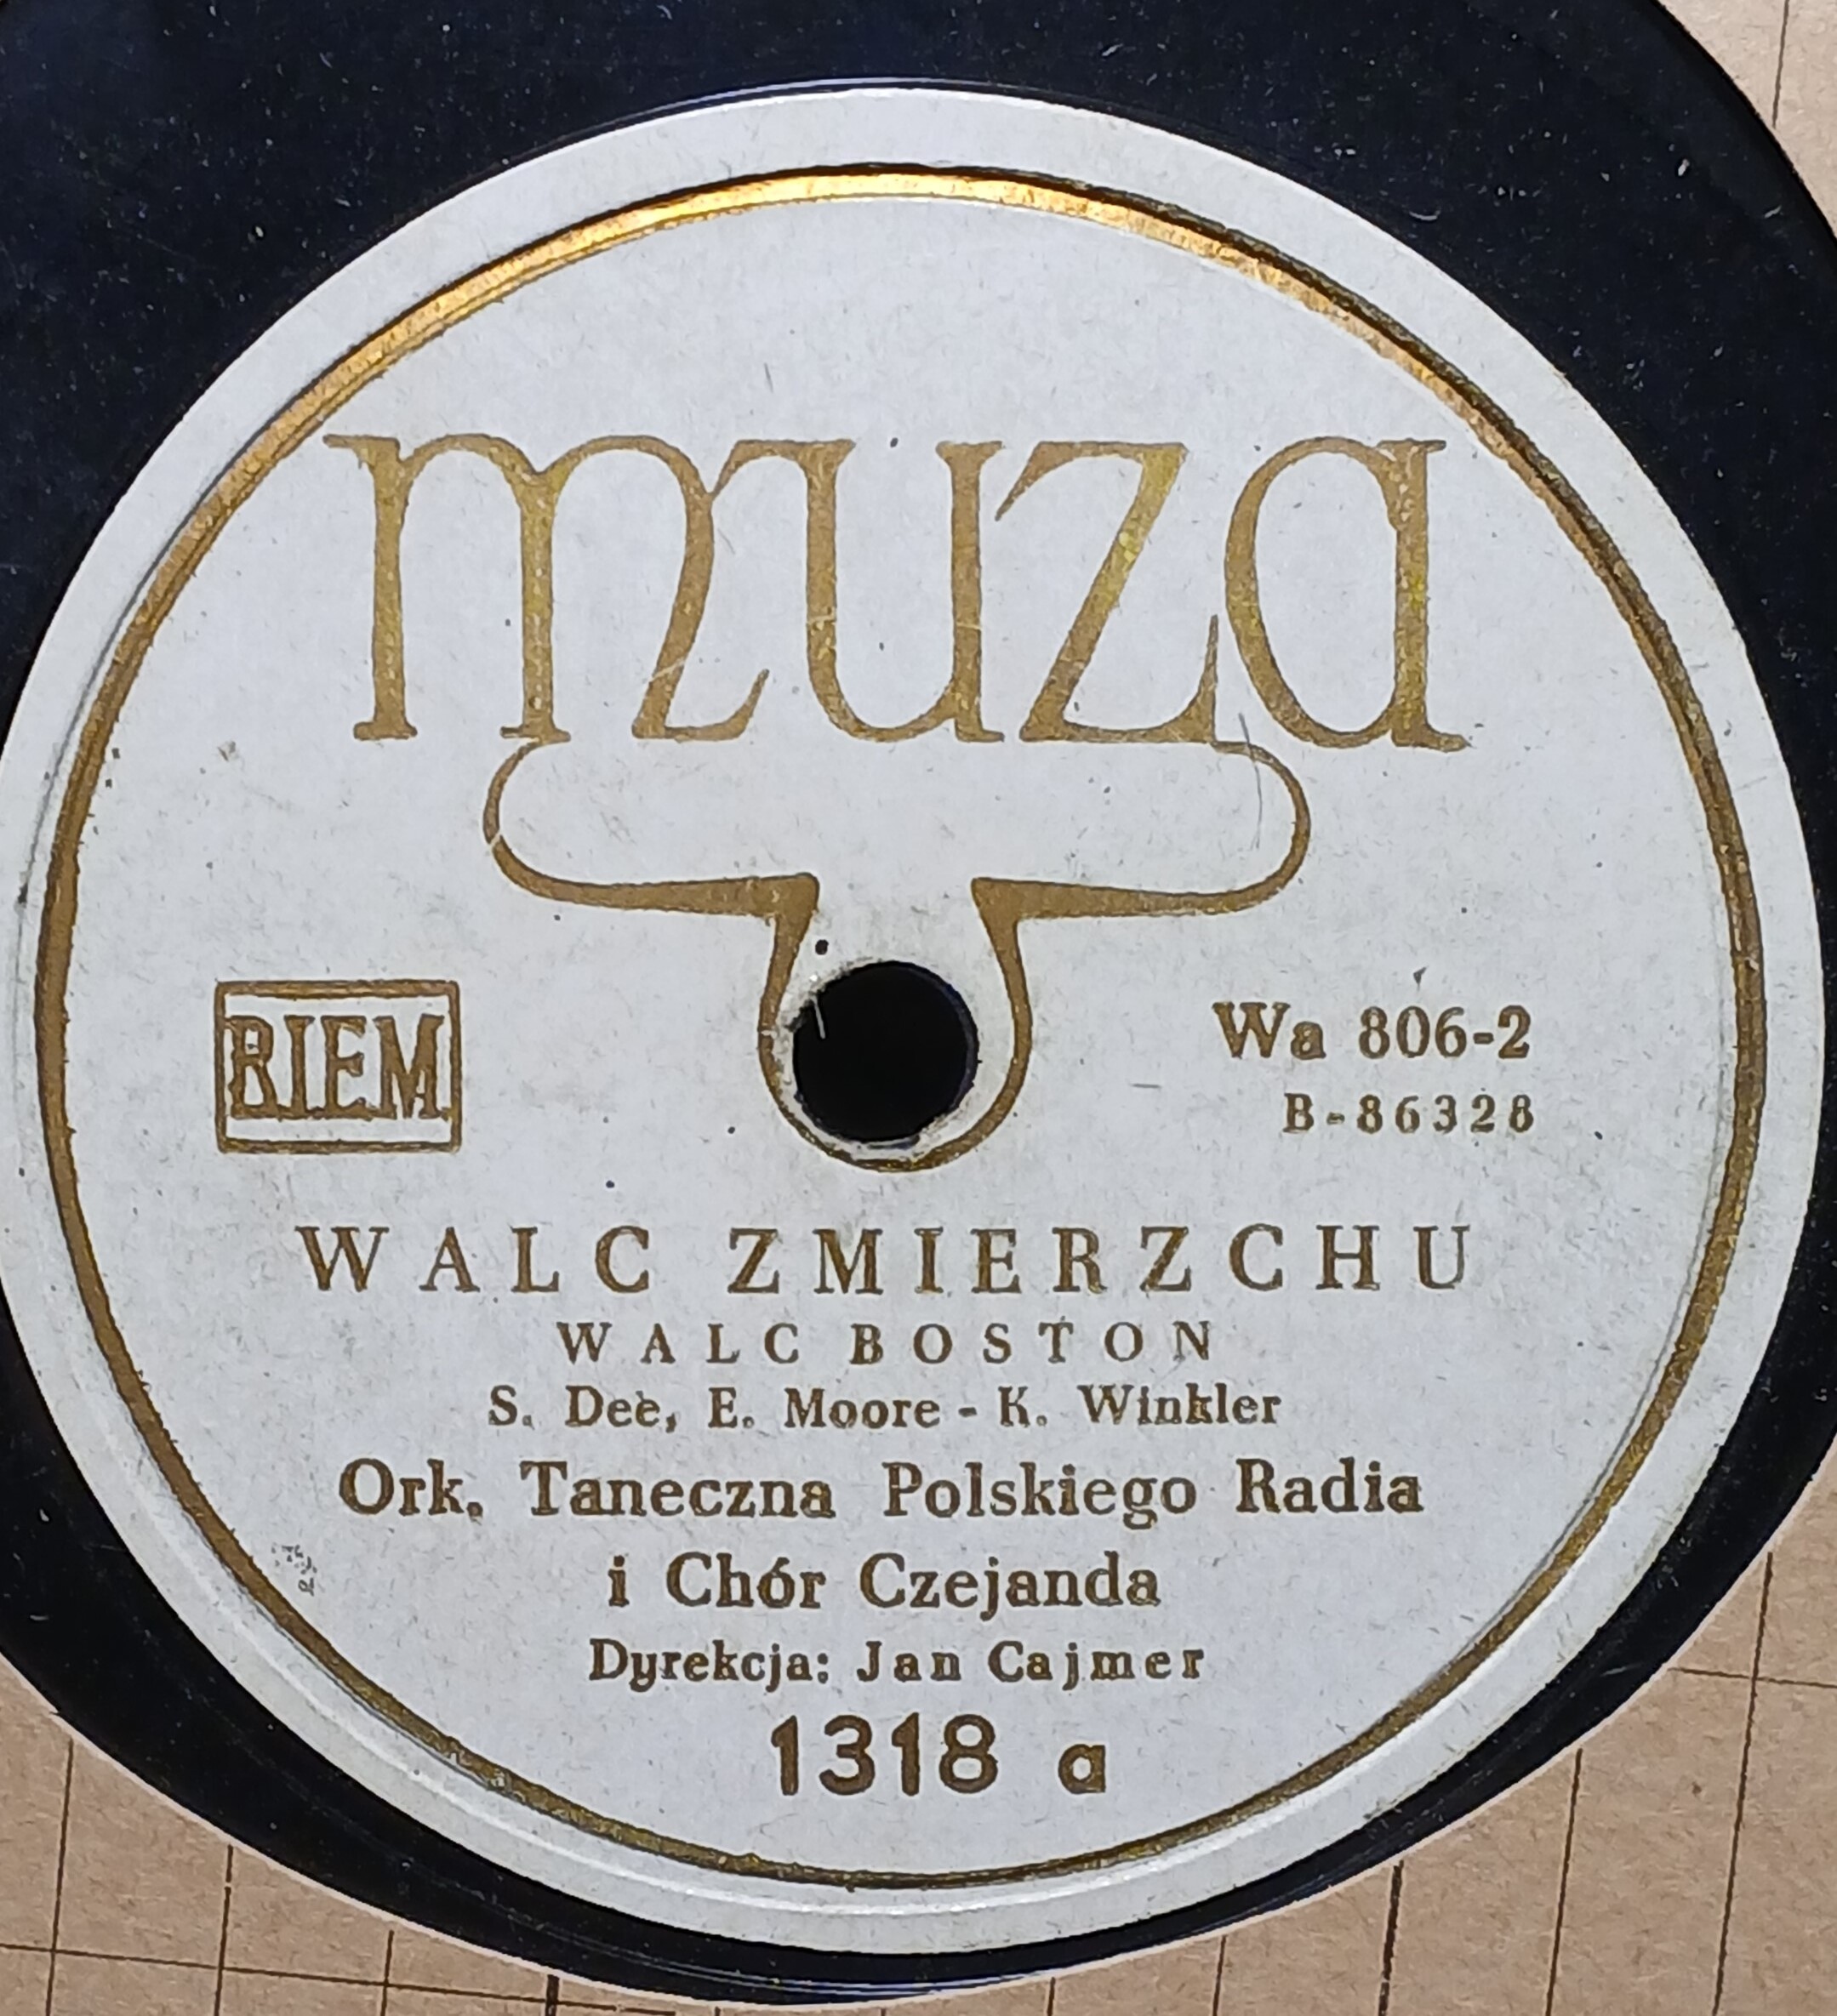 muza
BIEM
Wa 806-2
B-86328
WALC ZMIERZCHU
WALC BOSTON
S. Dee, E. Moore - K. Winkler
Ork. Taneczna Polskiego Radia
i Chór Czejanda
Dyrekcja: Jan Cajmer
1318 a